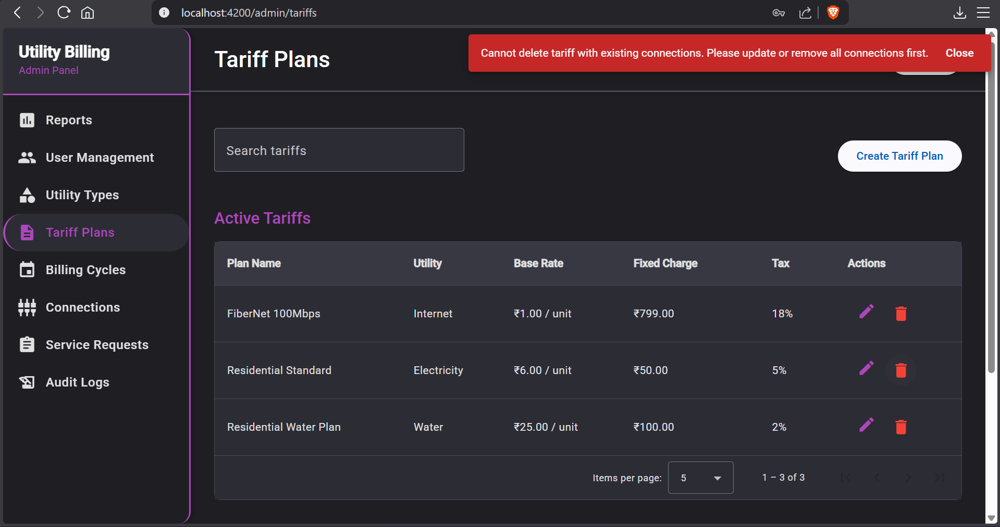 localhost:4200/admin/tariffs
Utility Billing
Admin Panel
Reports
User Management
Utility Types
Tariff Plans
Billing Cycles
Connections
Service Requests
Audit Logs
Tariff Plans
Cannot delete tariff with existing connections. Please update or remove all connections first. Close
Search tariffs
Create Tariff Plan
Active Tariffs
Plan Name Utility Base Rate Fixed Charge Tax Actions
FiberNet 100Mbps Internet ₹1.00 / unit ₹799.00 18%
Residential Standard Electricity ₹6.00 / unit ₹50.00 5%
Residential Water Plan Water ₹25.00 / unit ₹100.00 2%
Items per page: 5 1 – 3 of 3